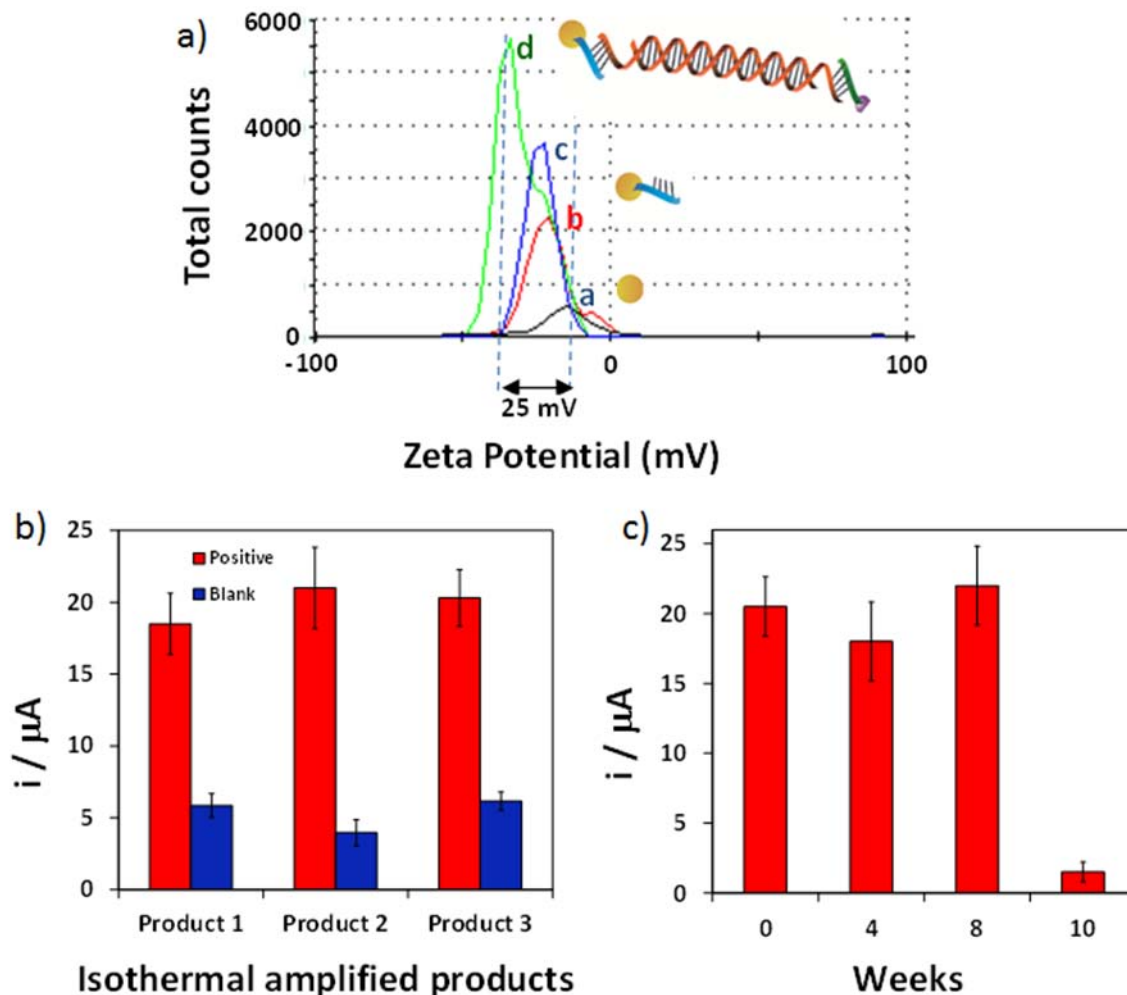 a)
Total counts
6000
4000
2000
0
d
c
b
a
-100
0
100
25 mV
Zeta Potential (mV)
b)
i / µA
25
20
15
10
5
0
Positive
Blank
Product 1
Product 2
Product 3
Isothermal amplified products
c)
i / µA
25
20
15
10
5
0
0
4
8
10
Weeks